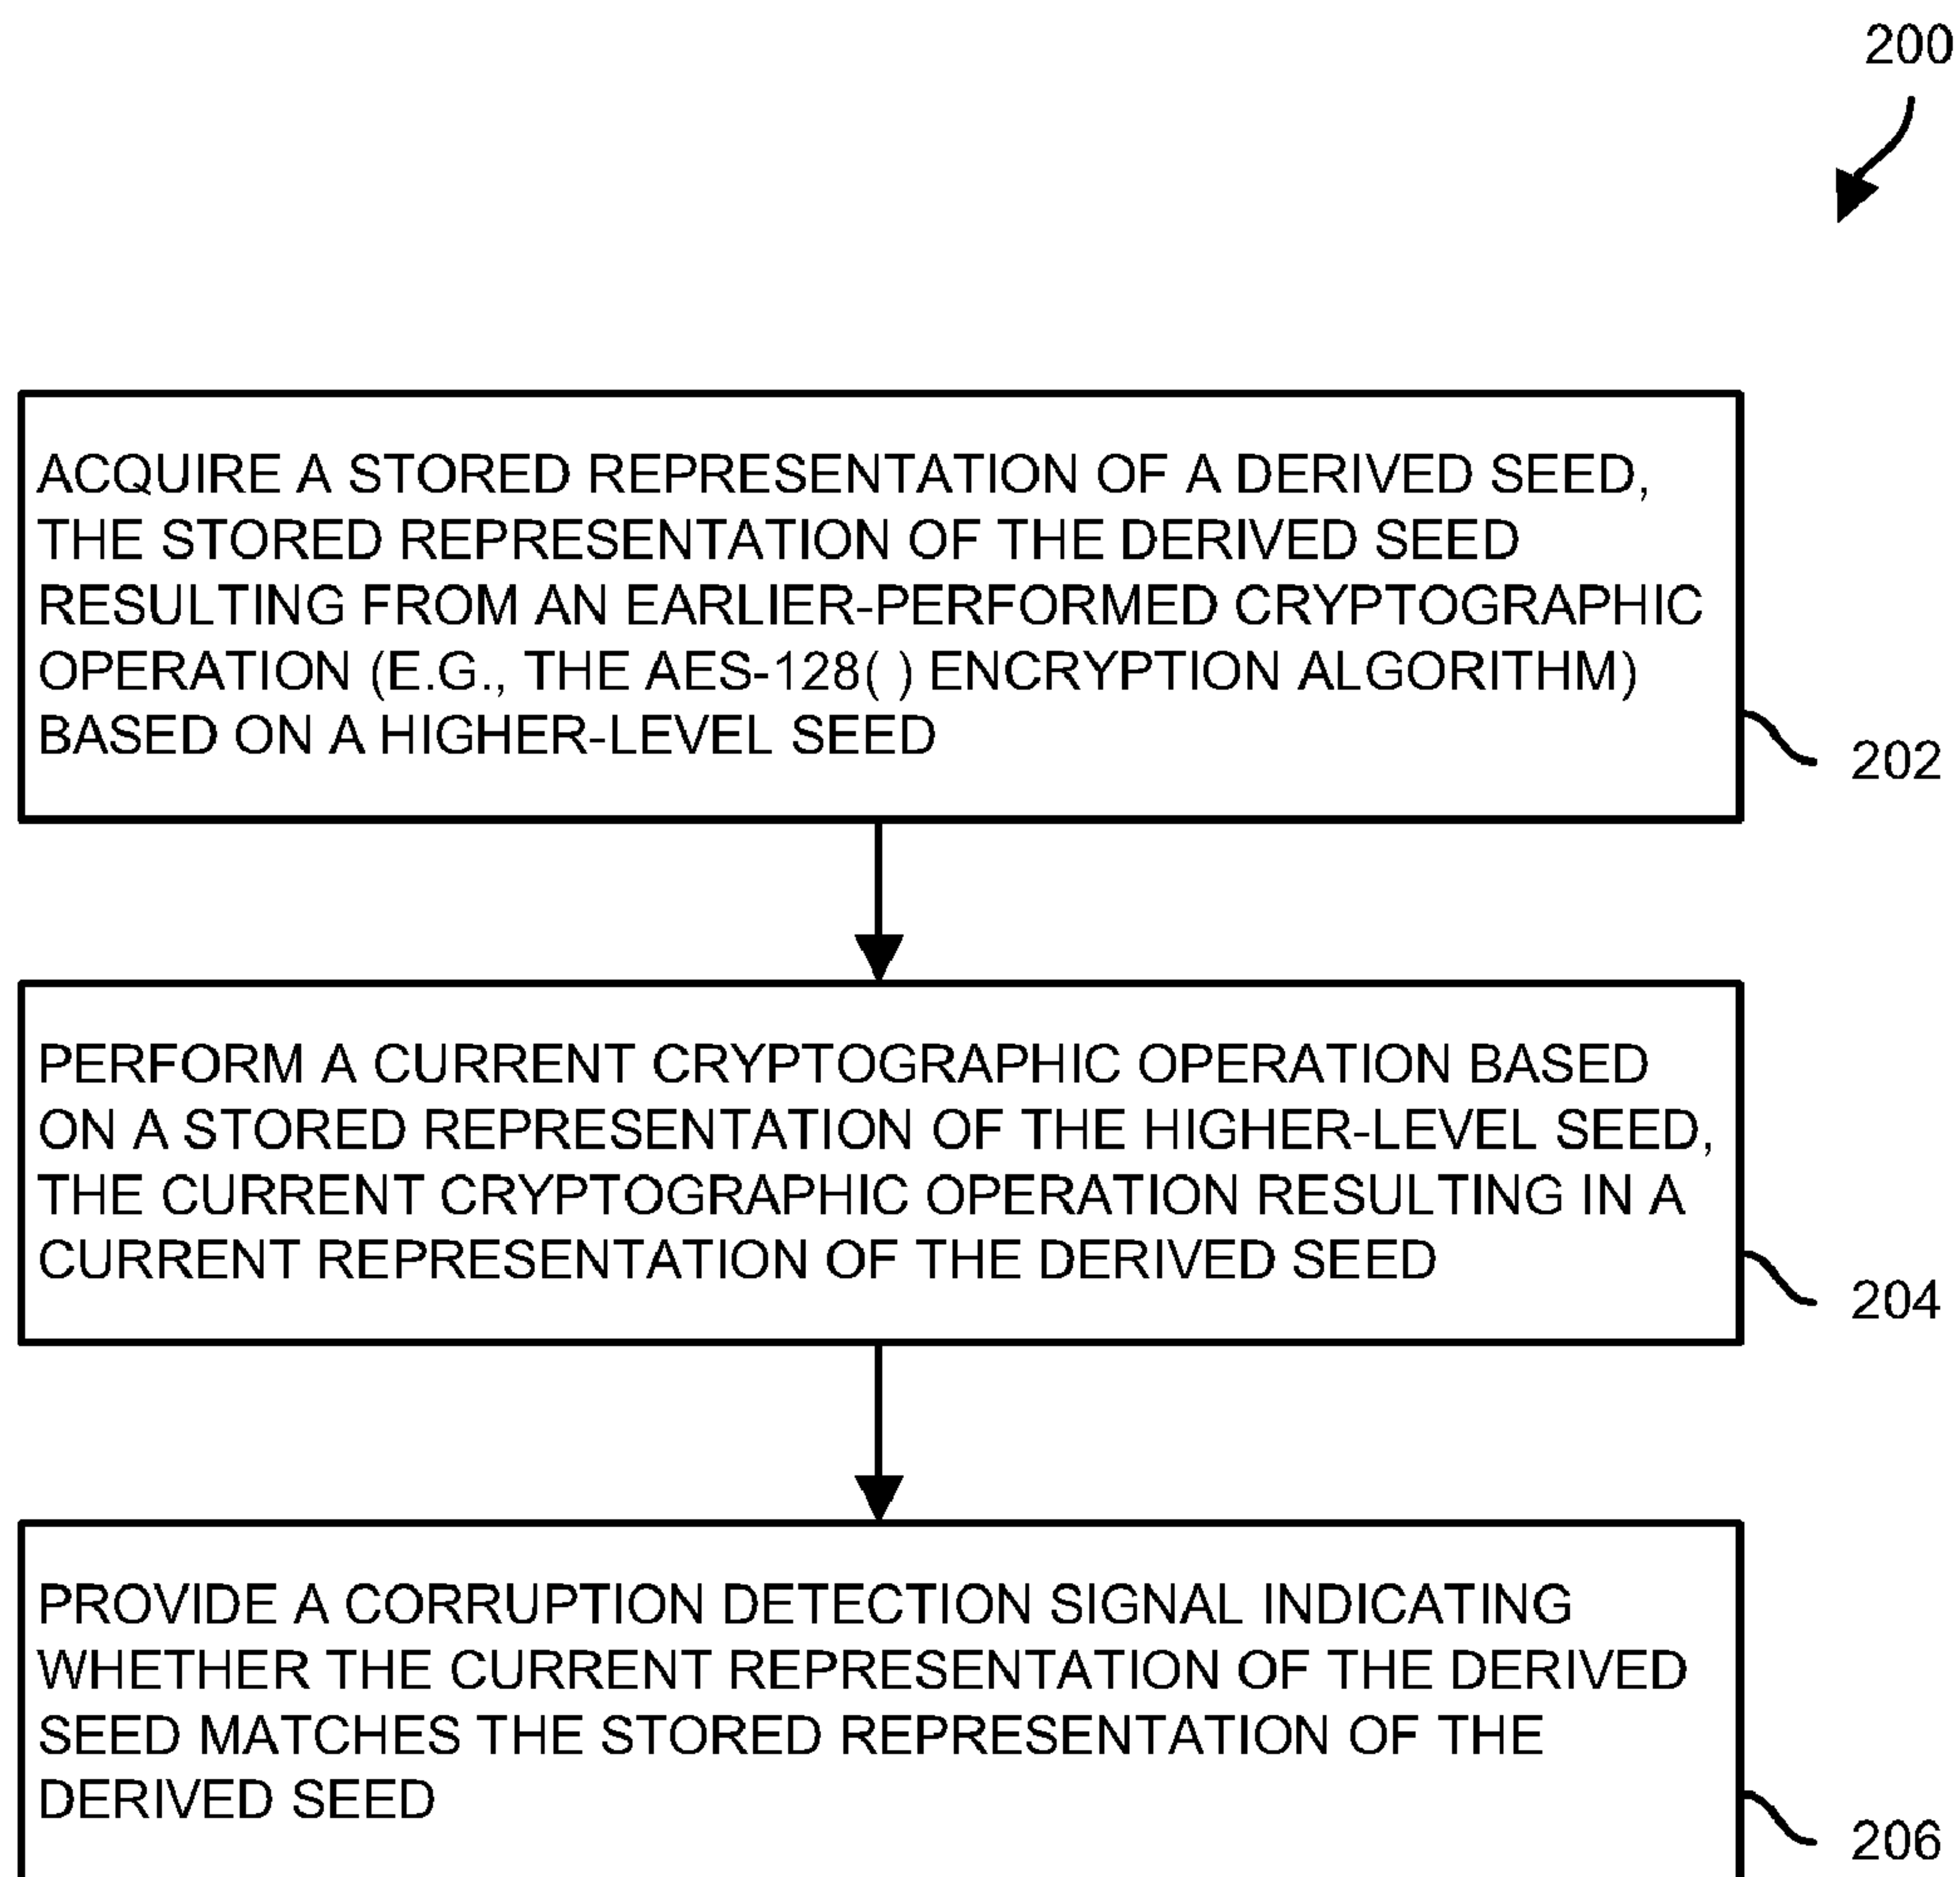 200
ACQUIRE A STORED REPRESENTATION OF A DERIVED SEED,
THE STORED REPRESENTATION OF THE DERIVED SEED
RESULTING FROM AN EARLIER-PERFORMED CRYPTOGRAPHIC
OPERATION (E.G., THE AES-128( ) ENCRYPTION ALGORITHM)
BASED ON A HIGHER-LEVEL SEED
202
PERFORM A CURRENT CRYPTOGRAPHIC OPERATION BASED
ON A STORED REPRESENTATION OF THE HIGHER-LEVEL SEED,
THE CURRENT CRYPTOGRAPHIC OPERATION RESULTING IN A
CURRENT REPRESENTATION OF THE DERIVED SEED
204
PROVIDE A CORRUPTION DETECTION SIGNAL INDICATING
WHETHER THE CURRENT REPRESENTATION OF THE DERIVED
SEED MATCHES THE STORED REPRESENTATION OF THE
DERIVED SEED
206